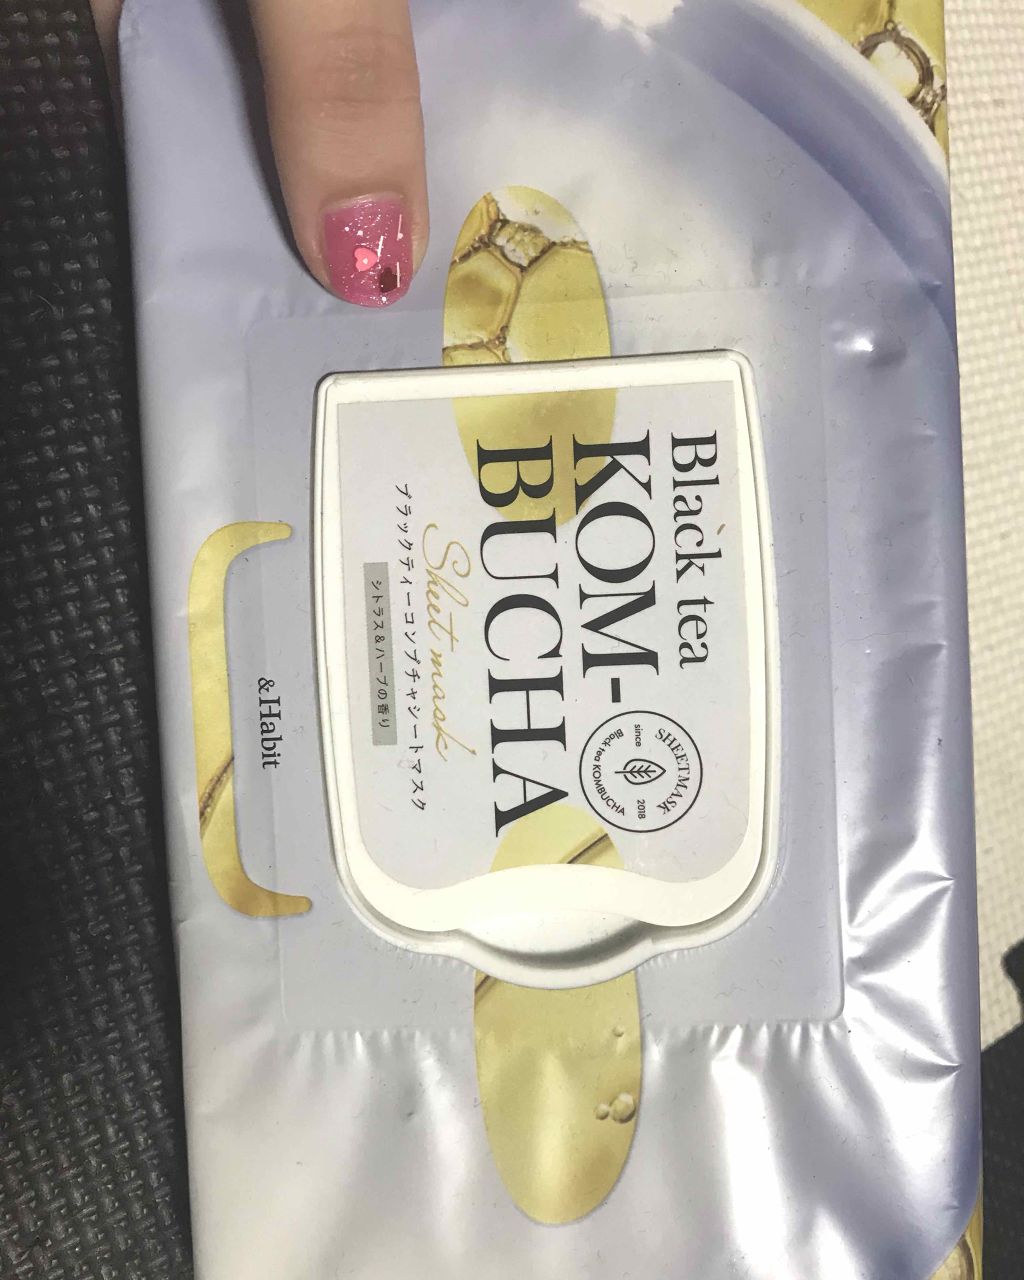 Black tea
KOM-
BUCHA
Sheet mask
ブラックティーコンブチャシートマスク
シトラス&ハーブの香り
SHEET MASK
since 2018
Black tea KOMBUCHA
&Habit